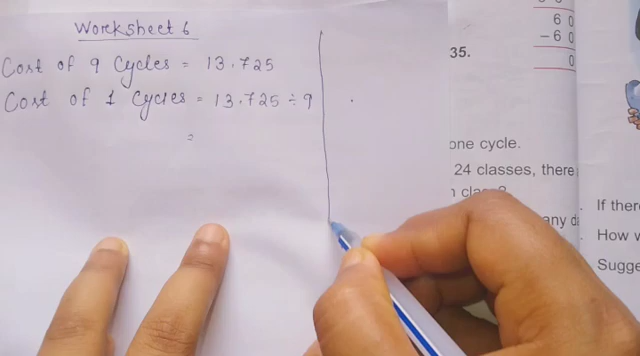 Worksheet 6
Cost of 9 Cycles = 13.725
Cost of 1 Cycles = 13.725 ÷ 9
=
60
-60
0
35.
one cycle.
24 classes, there
any
If there
How
Sugge